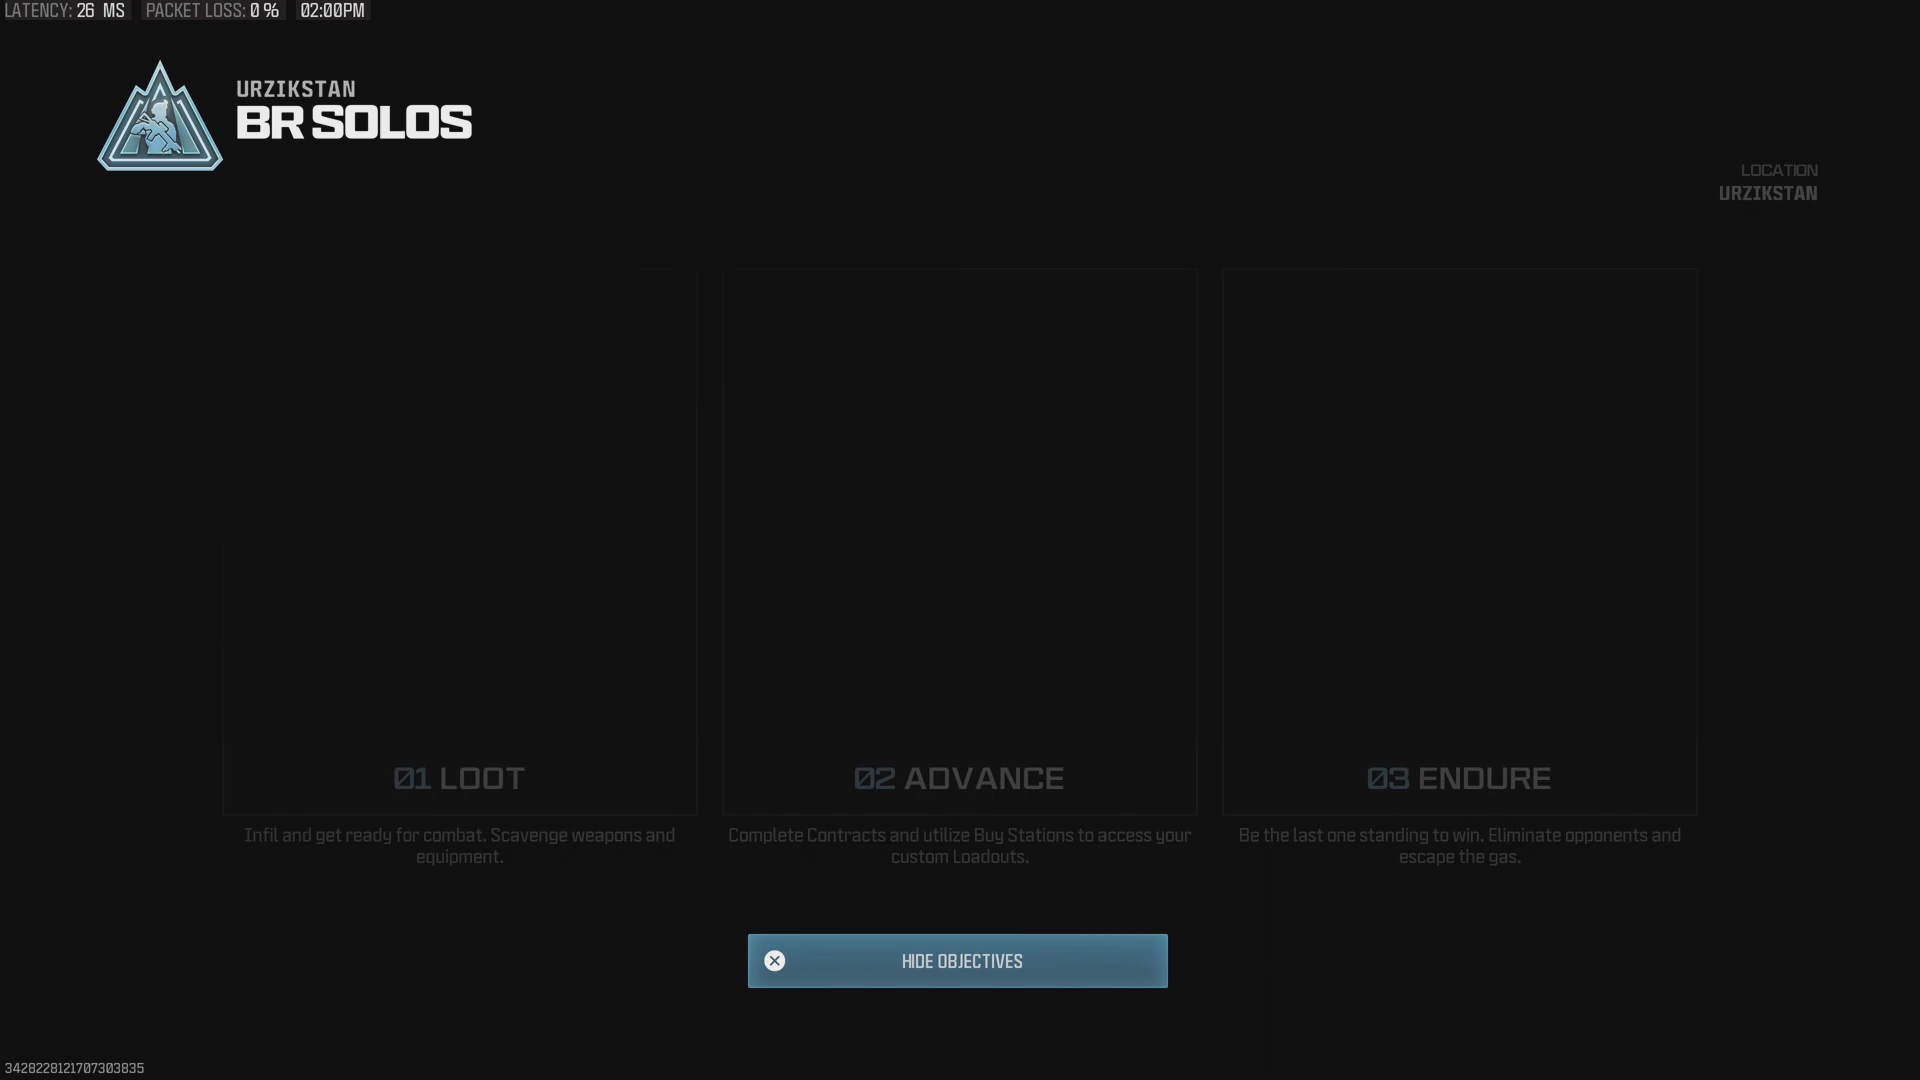 LATENCY: 26 MS PACKET LOSS: 0 % 02:00PM
URZIKSTAN
BR SOLOS
LOCATION
URZIKSTAN
01 LOOT
Infil and get ready for combat. Scavenge weapons and
equipment.
02 ADVANCE
Complete Contracts and utilize Buy Stations to access your
custom Loadouts.
03 ENDURE
Be the last one standing to win. Eliminate opponents and
escape the gas.
HIDE OBJECTIVES
3428228121707303835